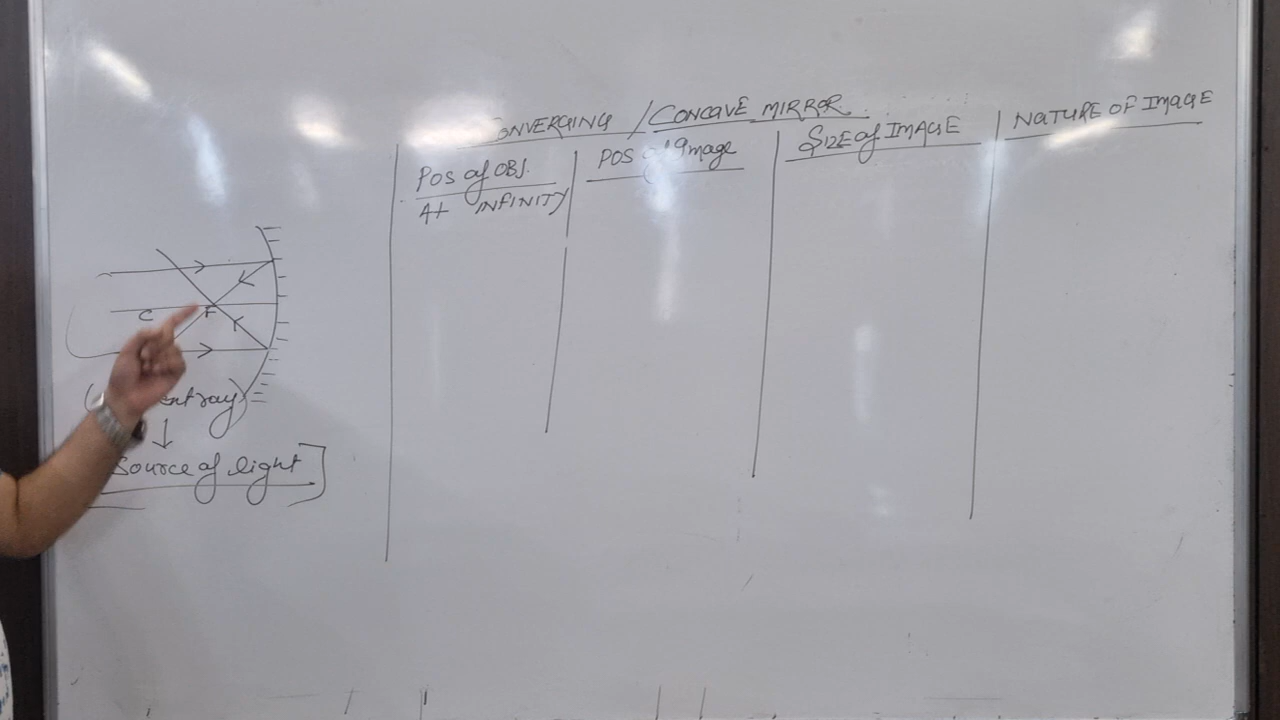 CONVERGING / CONCAVE MIRROR
POS of OBJ.
POS of Image
SIZE of IMAGE
NATURE OF IMAGE
At INFINITY
C
F
Source of light